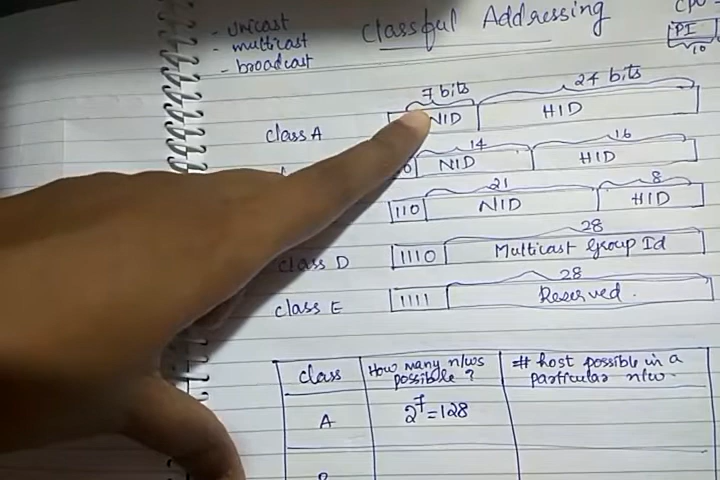 - Unicast
- multicast
- broadcast
Classful Addressing
CPU-
PI
10
7 bits 24 bits
class A NID HID
14 16
0 NID HID
21 8
110 NID HID
28
class D 1110 Multicast Group Id
28
class E 1111 Reserved.
class How many n/ws possible ? # host possible in a particular n/w.
A 2^7=128